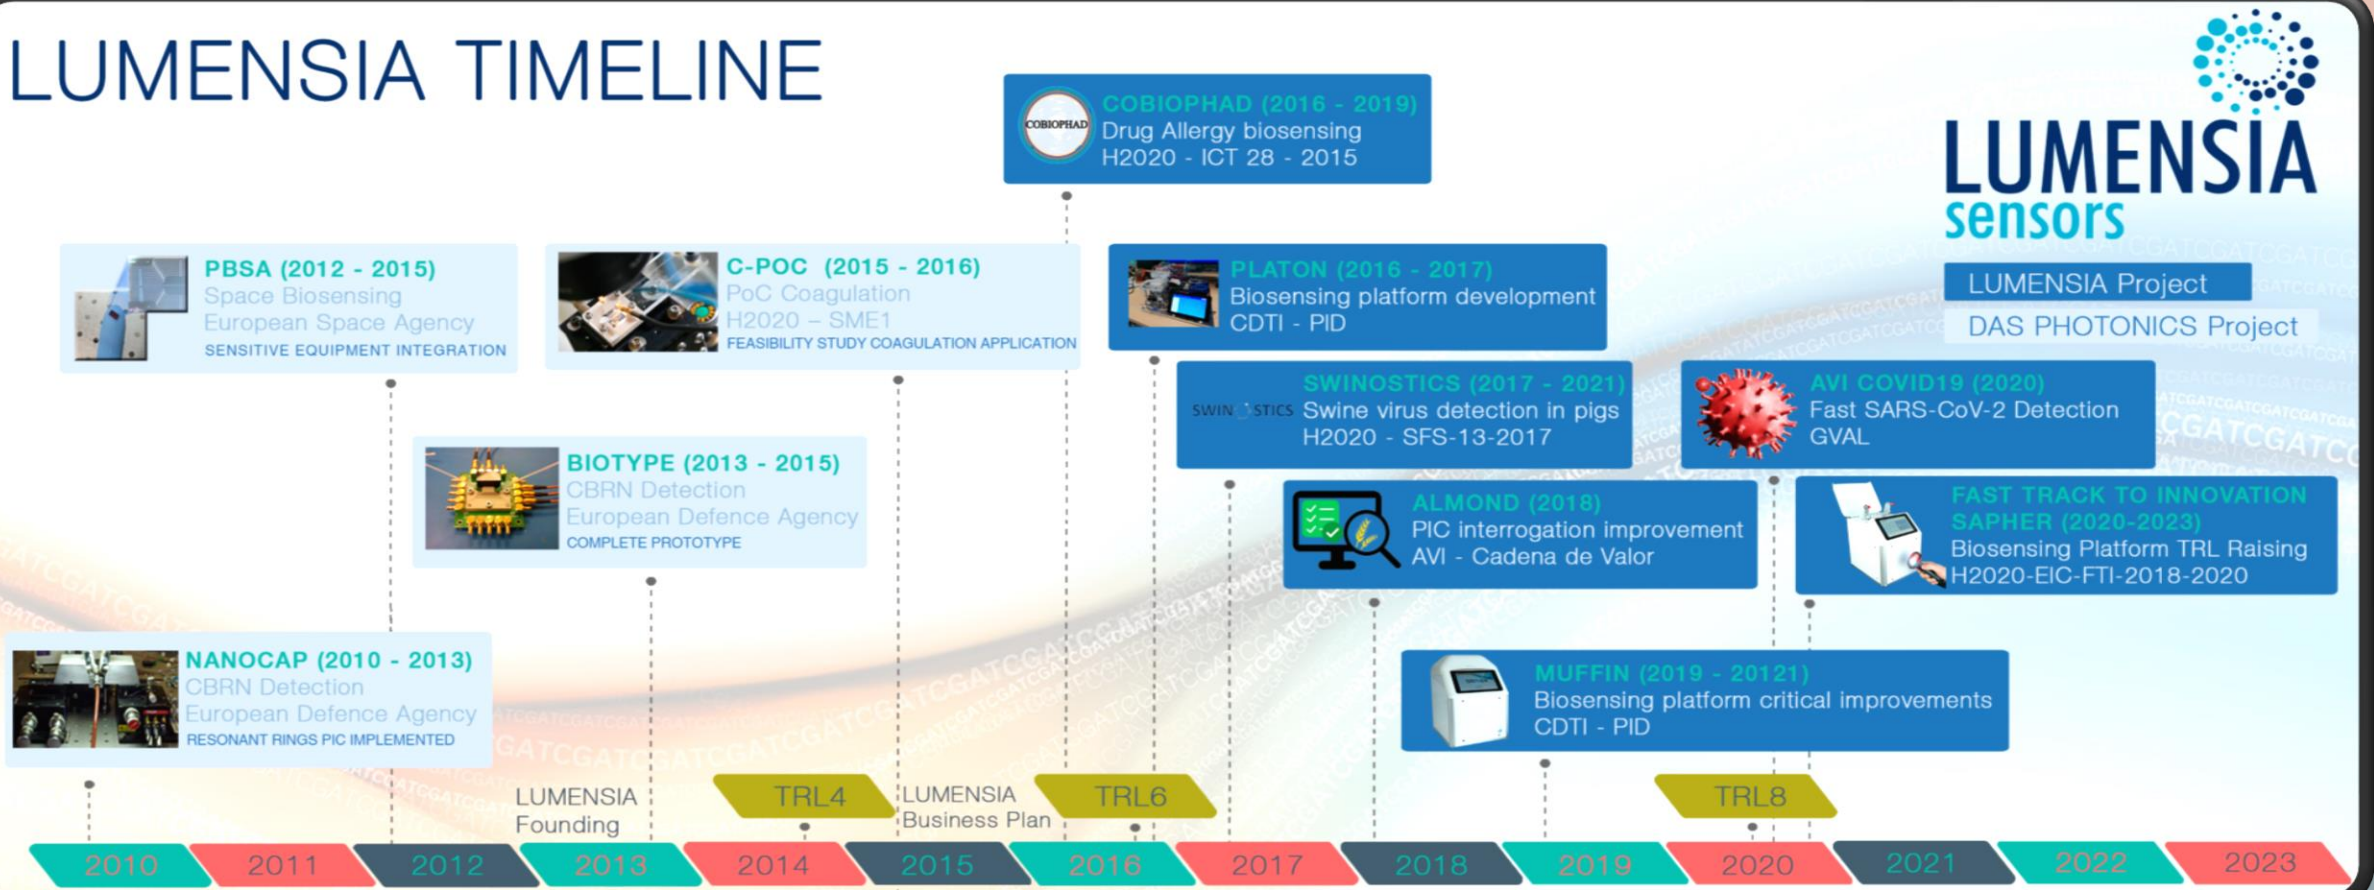 LUMENSIA TIMELINE
COBIOPHAD
COBIOPHAD (2016 - 2019)
Drug Allergy biosensing
H2020 - ICT 28 - 2015
LUMENSIA
sensors
LUMENSIA Project
DAS PHOTONICS Project
PBSA (2012 - 2015)
Space Biosensing
European Space Agency
SENSITIVE EQUIPMENT INTEGRATION
C-POC (2015 - 2016)
PoC Coagulation
H2020 – SME1
FEASIBILITY STUDY COAGULATION APPLICATION
PLATON (2016 - 2017)
Biosensing platform development
CDTI - PID
SWINOSTICS
SWINOSTICS (2017 - 2021)
Swine virus detection in pigs
H2020 - SFS-13-2017
AVI COVID19 (2020)
Fast SARS-CoV-2 Detection
GVAL
BIOTYPE (2013 - 2015)
CBRN Detection
European Defence Agency
COMPLETE PROTOTYPE
ALMOND (2018)
PIC interrogation improvement
AVI - Cadena de Valor
FAST TRACK TO INNOVATION
SAPHER (2020-2023)
Biosensing Platform TRL Raising
H2020-EIC-FTI-2018-2020
NANOCAP (2010 - 2013)
CBRN Detection
European Defence Agency
RESONANT RINGS PIC IMPLEMENTED
MUFFIN (2019 - 20121)
Biosensing platform critical improvements
CDTI - PID
LUMENSIA
Founding
TRL4
LUMENSIA
Business Plan
TRL6
TRL8
2010
2011
2012
2013
2014
2015
2016
2017
2018
2019
2020
2021
2022
2023